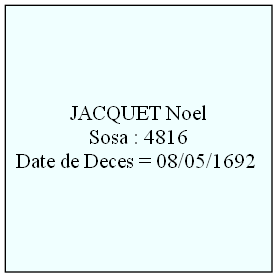 JACQUET Noel
Sosa : 4816
Date de Deces = 08/05/1692